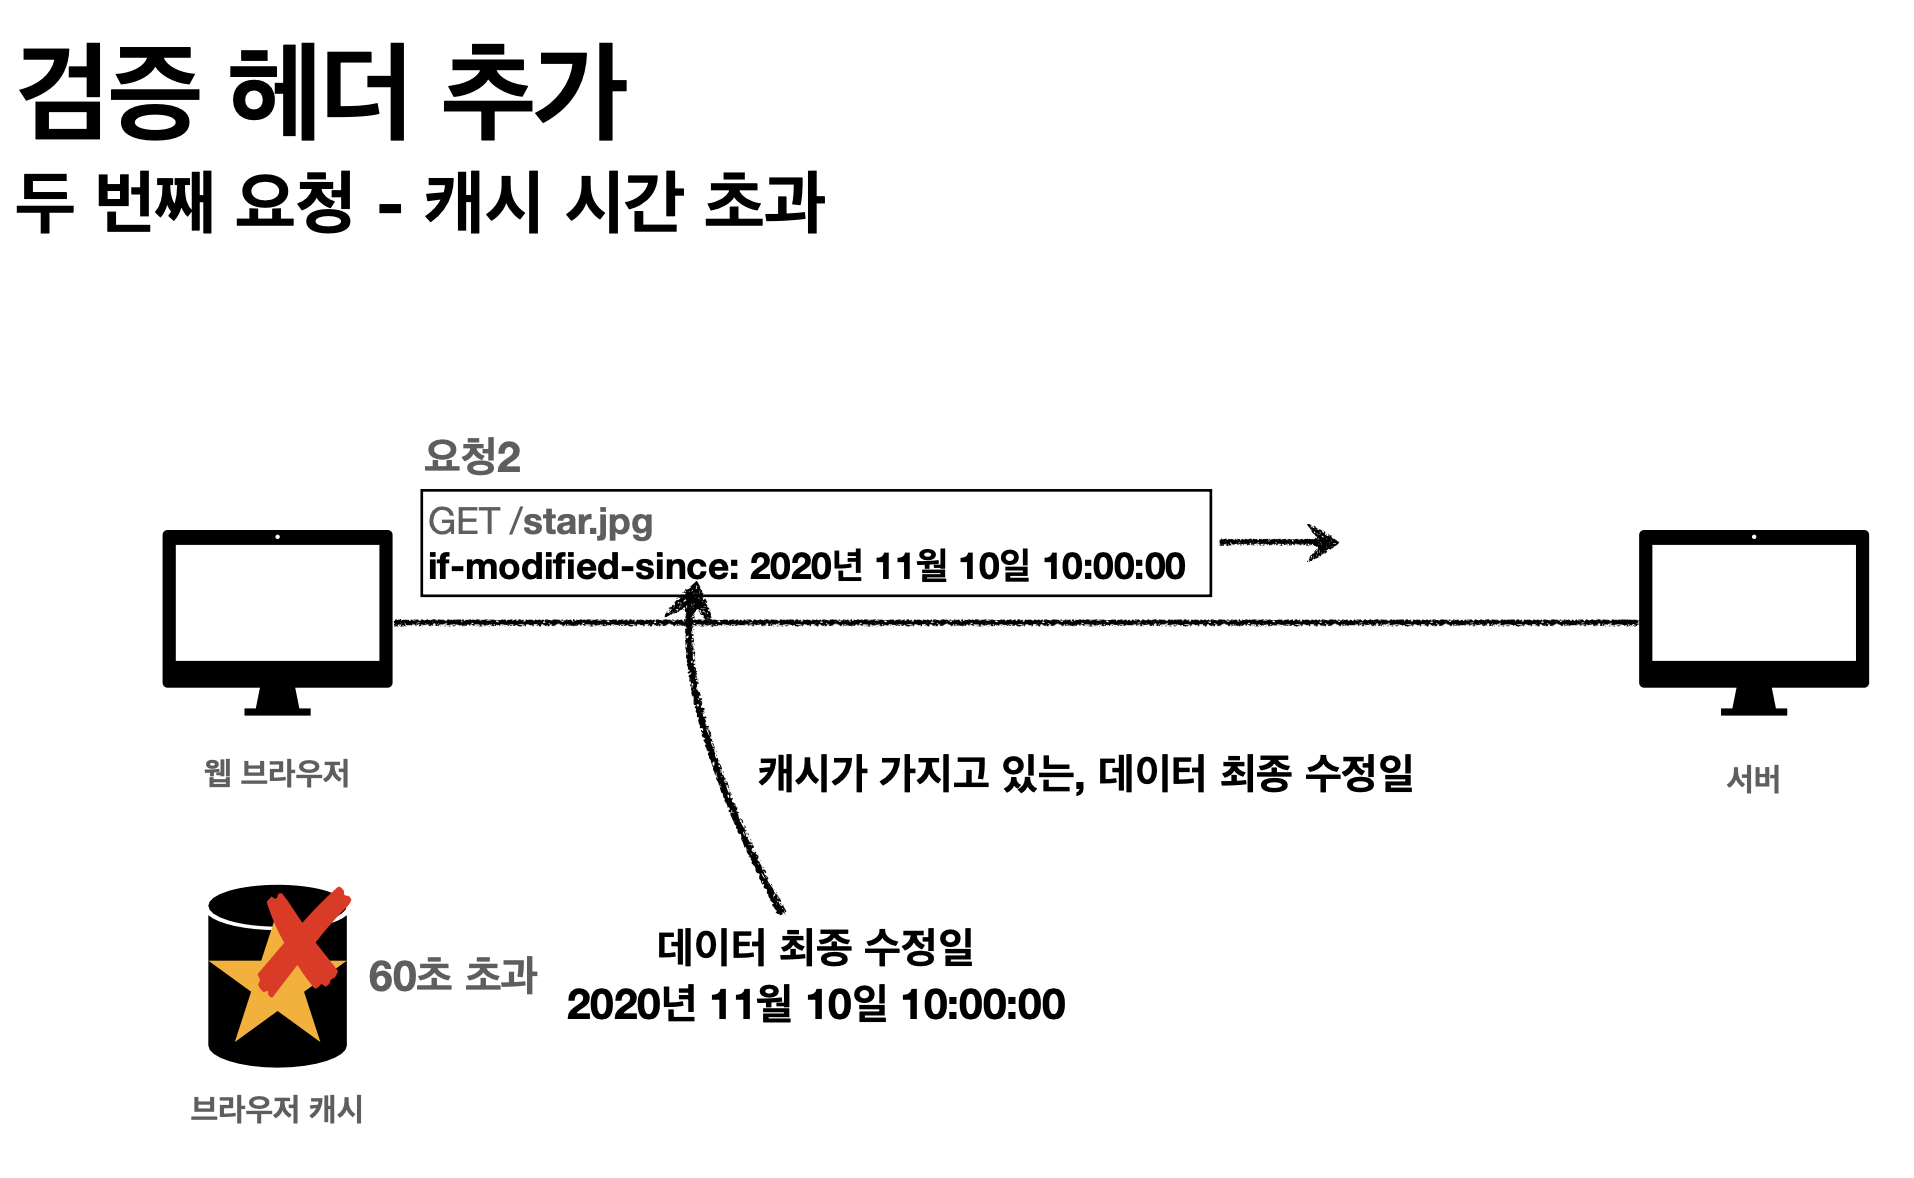 검증 헤더 추가
두 번째 요청 - 캐시 시간 초과
요청2
GET /star.jpg
if-modified-since: 2020년 11월 10일 10:00:00
웹 브라우저
캐시가 가지고 있는, 데이터 최종 수정일
서버
60초 초과
데이터 최종 수정일
2020년 11월 10일 10:00:00
브라우저 캐시